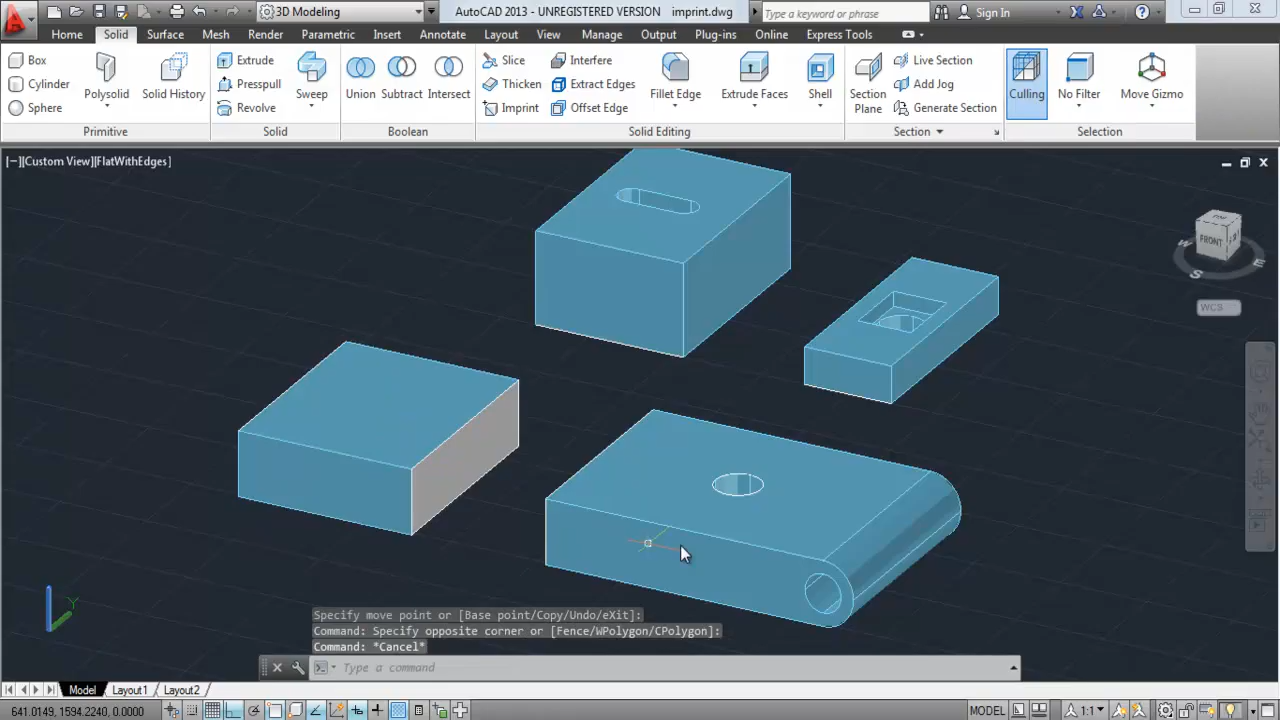 3D Modeling
AutoCAD 2013 - UNREGISTERED VERSION imprint.dwg
Type a keyword or phrase
Sign In
Home Solid Surface Mesh Render Parametric Insert Annotate Layout View Manage Output Plug-ins Online Express Tools
Box
Cylinder
Sphere
Polysolid
Solid History
Primitive
Extrude
Presspull
Revolve
Sweep
Solid
Union Subtract Intersect
Boolean
Slice
Thicken
Imprint
Interfere
Extract Edges
Offset Edge
Fillet Edge
Extrude Faces
Shell
Solid Editing
Section
Plane
Live Section
Add Jog
Generate Section
Section
Culling
No Filter
Move Gizmo
Selection
[−][Custom View][FlatWithEdges]
TOP
FRONT
W
S
E
WCS
Y
Specify move point or [Base point/Copy/Undo/eXit]:
Command: Specify opposite corner or [Fence/WPolygon/CPolygon]:
Command: *Cancel*
Type a command
Model Layout1 Layout2
641.0149, 1594.2240, 0.0000
MODEL
1:1